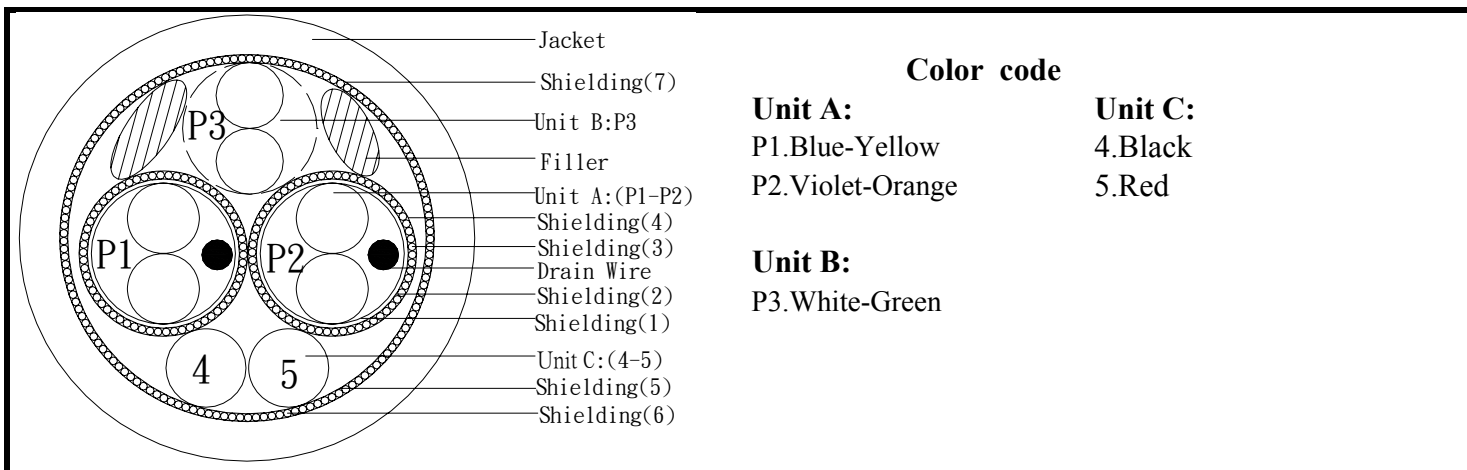 Jacket
Shielding(7)
Unit B:P3
Filler
Unit A:(P1-P2)
Shielding(4)
Shielding(3)
Drain Wire
Shielding(2)
Shielding(1)
Unit C:(4-5)
Shielding(5)
Shielding(6)
P3
P1
P2
4
5
Color code
Unit A:
P1.Blue-Yellow
P2.Violet-Orange
Unit B:
P3.White-Green
Unit C:
4.Black
5.Red